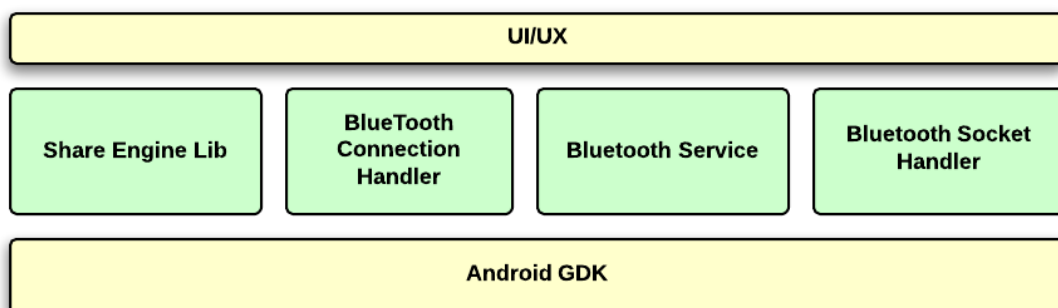 UI/UX
Share Engine Lib
BlueTooth
Connection
Handler
Bluetooth Service
Bluetooth Socket
Handler
Android GDK